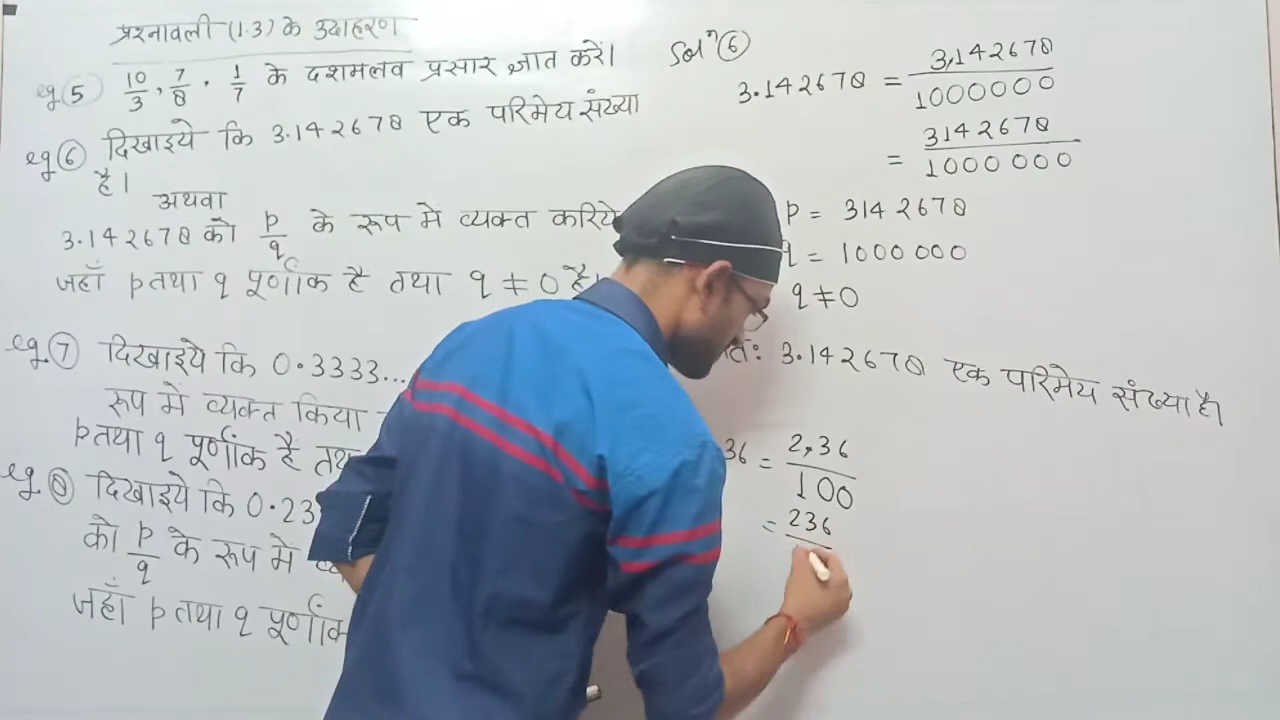 प्रश्नावली (1.3) के उदाहरण
eg ⑤ 10/3, 7/8, 1/7 के दशमलव प्रसार ज्ञात करें।
eg ⑥ दिखाइये कि 3.142678 एक परिमेय संख्या
है।
अथवा
3.142678 को p/q के रूप में व्यक्त करिये
जहाँ p तथा q पूर्णांक है तथा q ≠ 0 है।
eg. ⑦ दिखाइये कि 0.3333...
रूप में व्यक्त किया
p तथा q पूर्णांक हैं तथ
eg. ⑧ दिखाइये कि 0.23
को p/q के रूप में
जहाँ p तथा q पूर्णांक
Solⁿ ⑥
3.142678 = 3.142678/1000000
= 3142678/1000000
p = 3142678
q = 1000000
q ≠ 0
3.142678 एक परिमेय संख्या है।
36 = 2.36/100
= 236